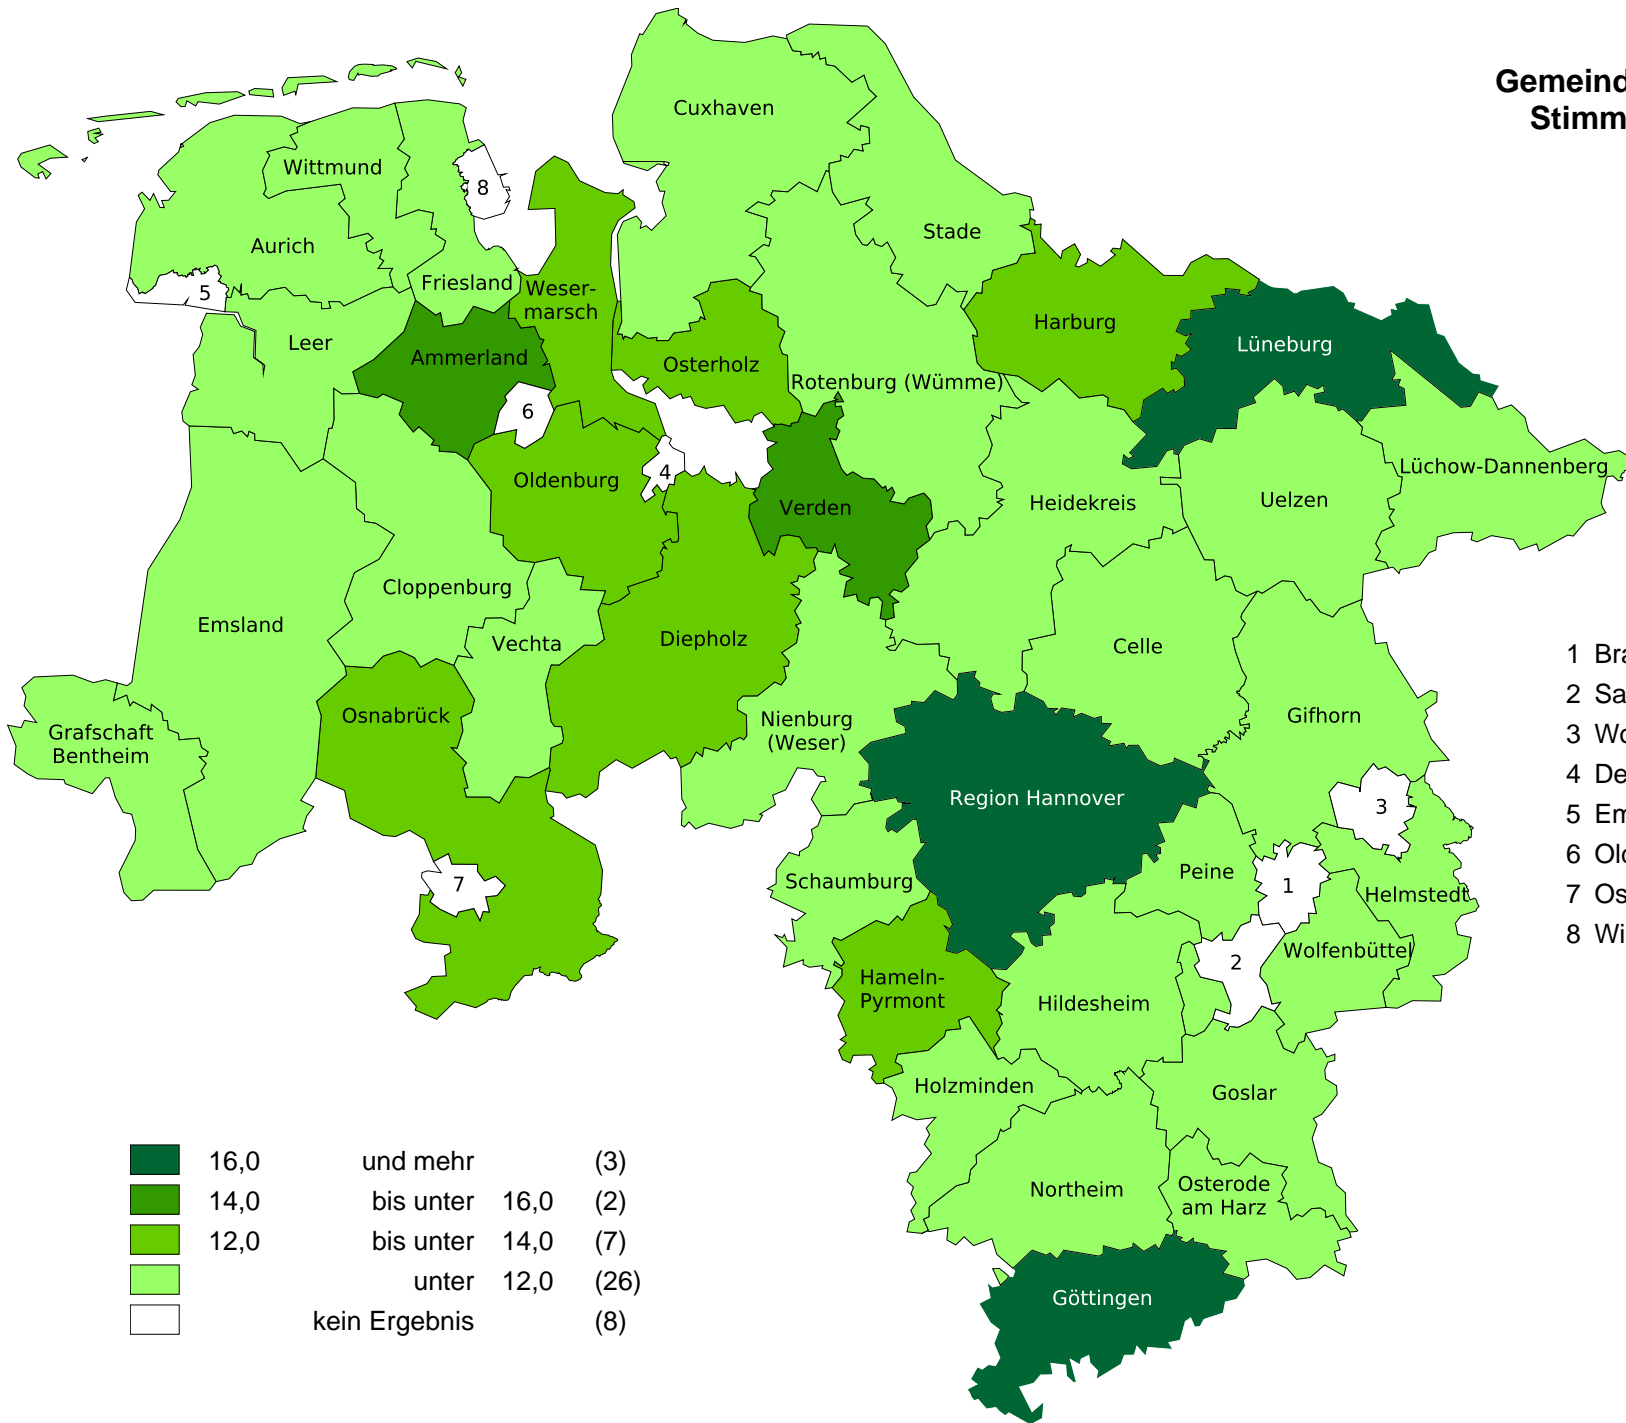 Gemeind
Stimm
Cuxhaven
Wittmund
8
Stade
Aurich
Friesland
5
Weser-
marsch
Harburg
Leer
Lüneburg
Ammerland
Osterholz
Rotenburg (Wümme)
6
Lüchow-Dannenberg
4
Oldenburg
Uelzen
Heidekreis
Verden
Cloppenburg
Emsland
Diepholz
Vechta
Celle
1 Bra
2 Sa
3 Wo
4 De
5 Em
6 Old
7 Os
8 Wi
Osnabrück
Gifhorn
Nienburg
(Weser)
Grafschaft
Bentheim
Region Hannover
3
Peine
Schaumburg
7
1
Helmstedt
Wolfenbüttel
2
Hameln-
Pyrmont
Hildesheim
Holzminden
Goslar
Northeim
Osterode
am Harz
Göttingen
16,0 und mehr (3)
14,0 bis unter 16,0 (2)
12,0 bis unter 14,0 (7)
unter 12,0 (26)
kein Ergebnis (8)